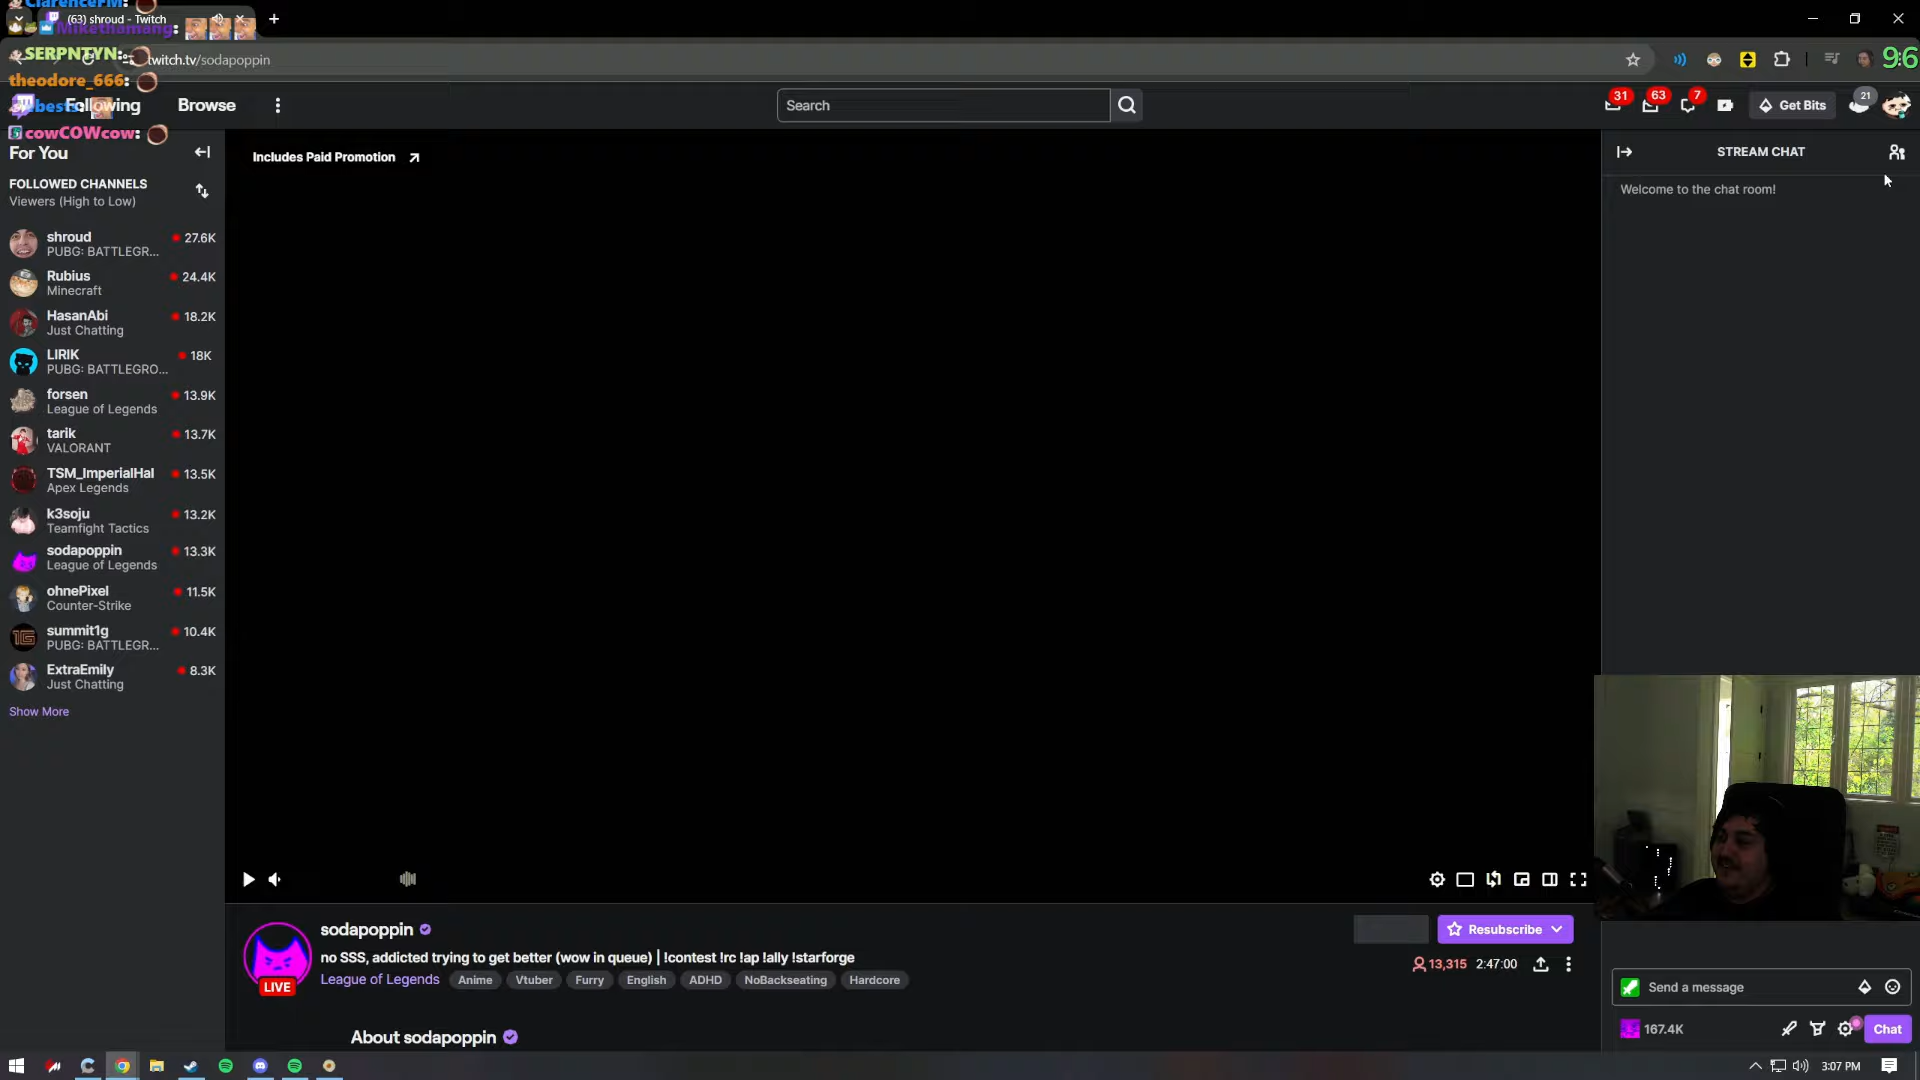 ClarenceFM:
(63) shroud - Twitch
Mikethamang:
SERPNTYN:
twitch.tv/sodapoppin
96
theodore_666:
Following
Browse
Search
31
63
7
Get Bits
21
cowCOWcow:
For You
Includes Paid Promotion
STREAM CHAT
FOLLOWED CHANNELS
Viewers (High to Low)
Welcome to the chat room!
shroud
27.6K
PUBG: BATTLEGR...
Rubius
24.4K
Minecraft
HasanAbi
18.2K
Just Chatting
LIRIK
18K
PUBG: BATTLEGRO...
forsen
13.9K
League of Legends
tarik
13.7K
VALORANT
TSM_ImperialHal
13.5K
Apex Legends
k3soju
13.2K
Teamfight Tactics
sodapoppin
13.3K
League of Legends
ohnePixel
11.5K
Counter-Strike
summit1g
10.4K
PUBG: BATTLEGR...
ExtraEmily
8.3K
Just Chatting
Show More
sodapoppin
Resubscribe
no SSS, addicted trying to get better (wow in queue) | !contest !rc !ap !ally !starforge
13,315
2:47:00
League of Legends
Anime
Vtuber
Furry
English
ADHD
NoBackseating
Hardcore
LIVE
Send a message
About sodapoppin
167.4K
Chat
3:07 PM